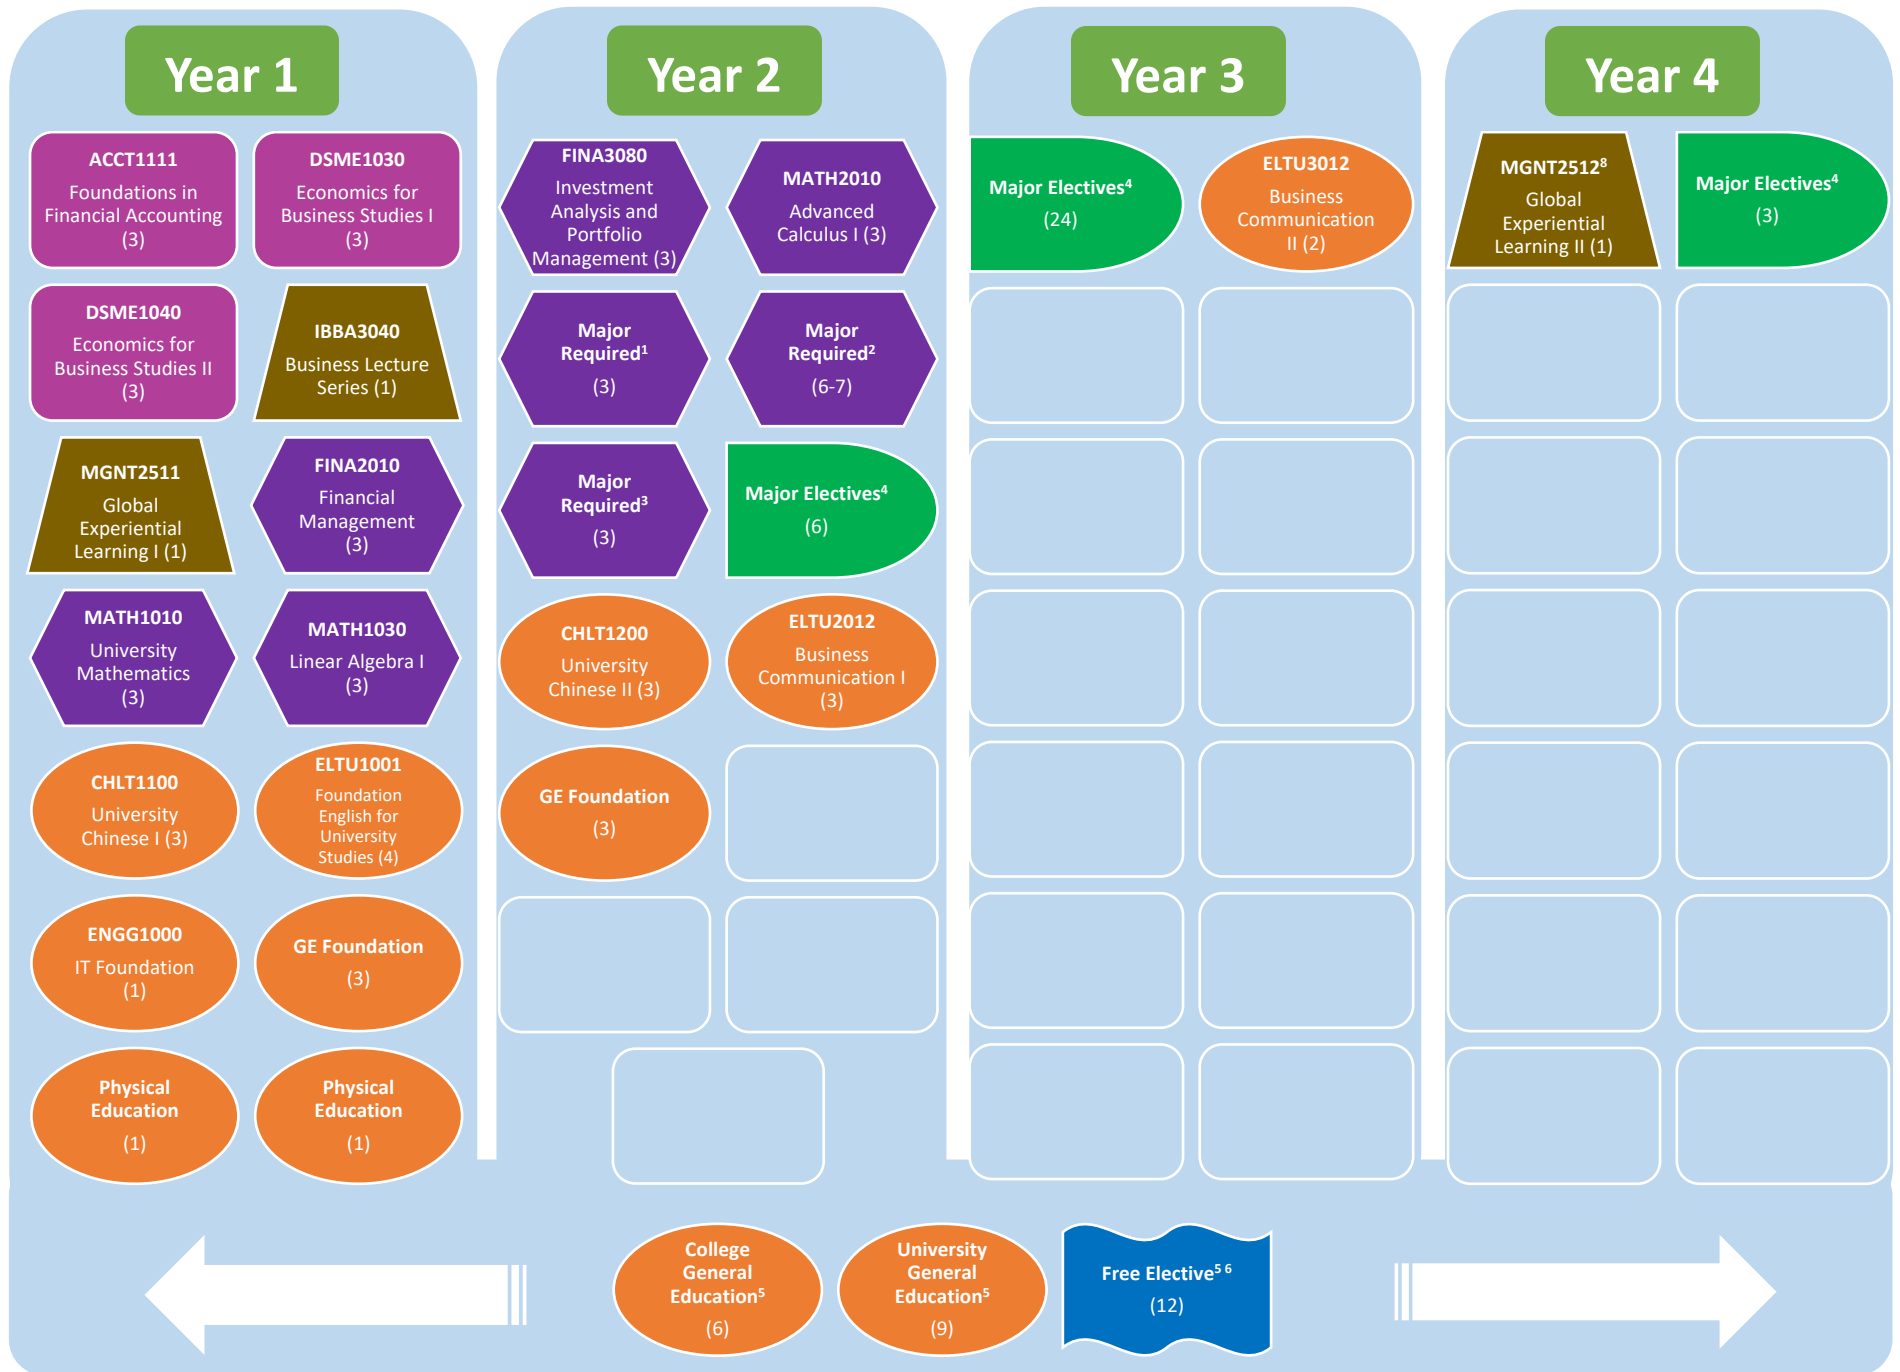 Year 1
ACCT1111
Foundations in
Financial Accounting
(3)
DSME1030
Economics for
Business Studies I
(3)
DSME1040
Economics for
Business Studies II
(3)
IBBA3040
Business Lecture
Series (1)
MGNT2511
Global
Experiential
Learning I (1)
FINA2010
Financial
Management
(3)
MATH1010
University
Mathematics
(3)
MATH1030
Linear Algebra I
(3)
CHLT1100
University
Chinese I (3)
ELTU1001
Foundation
English for
University
Studies (4)
ENGG1000
IT Foundation
(1)
GE Foundation
(3)
Physical
Education
(1)
Physical
Education
(1)
Year 2
FINA3080
Investment
Analysis and
Portfolio
Management (3)
MATH2010
Advanced
Calculus I (3)
Major
Required¹
(3)
Major
Required²
(6-7)
Major
Required³
(3)
Major Electives⁴
(6)
CHLT1200
University
Chinese II (3)
ELTU2012
Business
Communication I
(3)
GE Foundation
(3)
Year 3
Major Electives⁴
(24)
ELTU3012
Business
Communication
II (2)
Year 4
MGNT2512⁸
Global
Experiential
Learning II (1)
Major Electives⁴
(3)
College
General
Education⁵
(6)
University
General
Education⁵
(9)
Free Elective⁵ ⁶
(12)